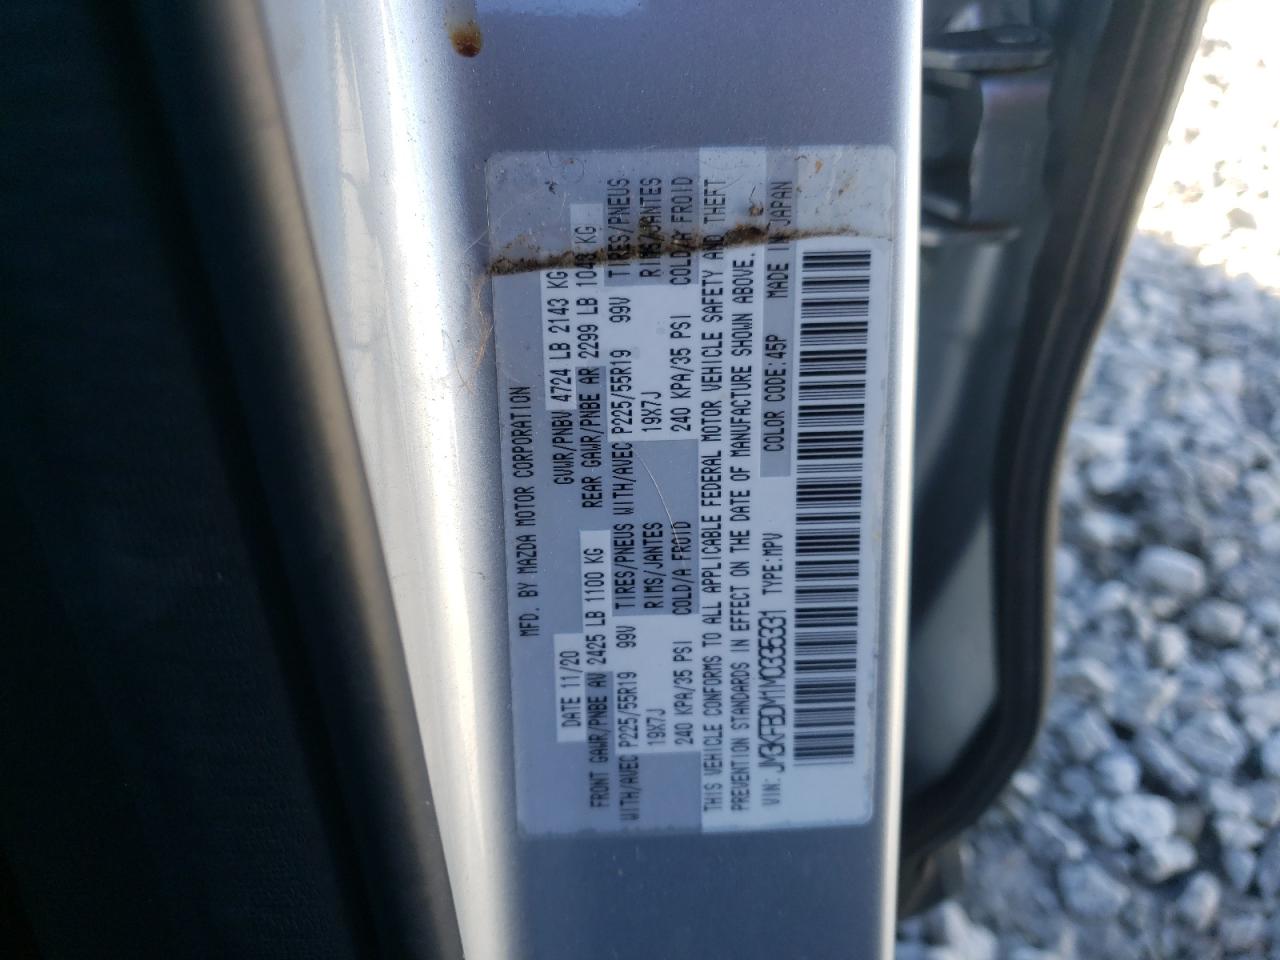 MFD. BY MAZDA MOTOR CORPORATION
DATE 11/20 GVWR/PNBV 4724 LB 2143 KG
FRONT GAWR/PNBE AV 2425 LB 1100 KG REAR GAWR/PNBE AR 2299 LB 1043 KG
WITH/AVEC P225/55R19 99V TIRES/PNEUS WITH/AVEC P225/55R19 99V TIRES/PNEUS
19X7J RIMS/JANTES 19X7J RIMS/JANTES
240 KPA/35 PSI COLD/A FROID 240 KPA/35 PSI COLD/A FROID
THIS VEHICLE CONFORMS TO ALL APPLICABLE FEDERAL MOTOR VEHICLE SAFETY AND THEFT
PREVENTION STANDARDS IN EFFECT ON THE DATE OF MANUFACTURE SHOWN ABOVE.
VIN: JM3KFBDM1M0335331 TYPE:MPV COLOR CODE:45P MADE IN JAPAN